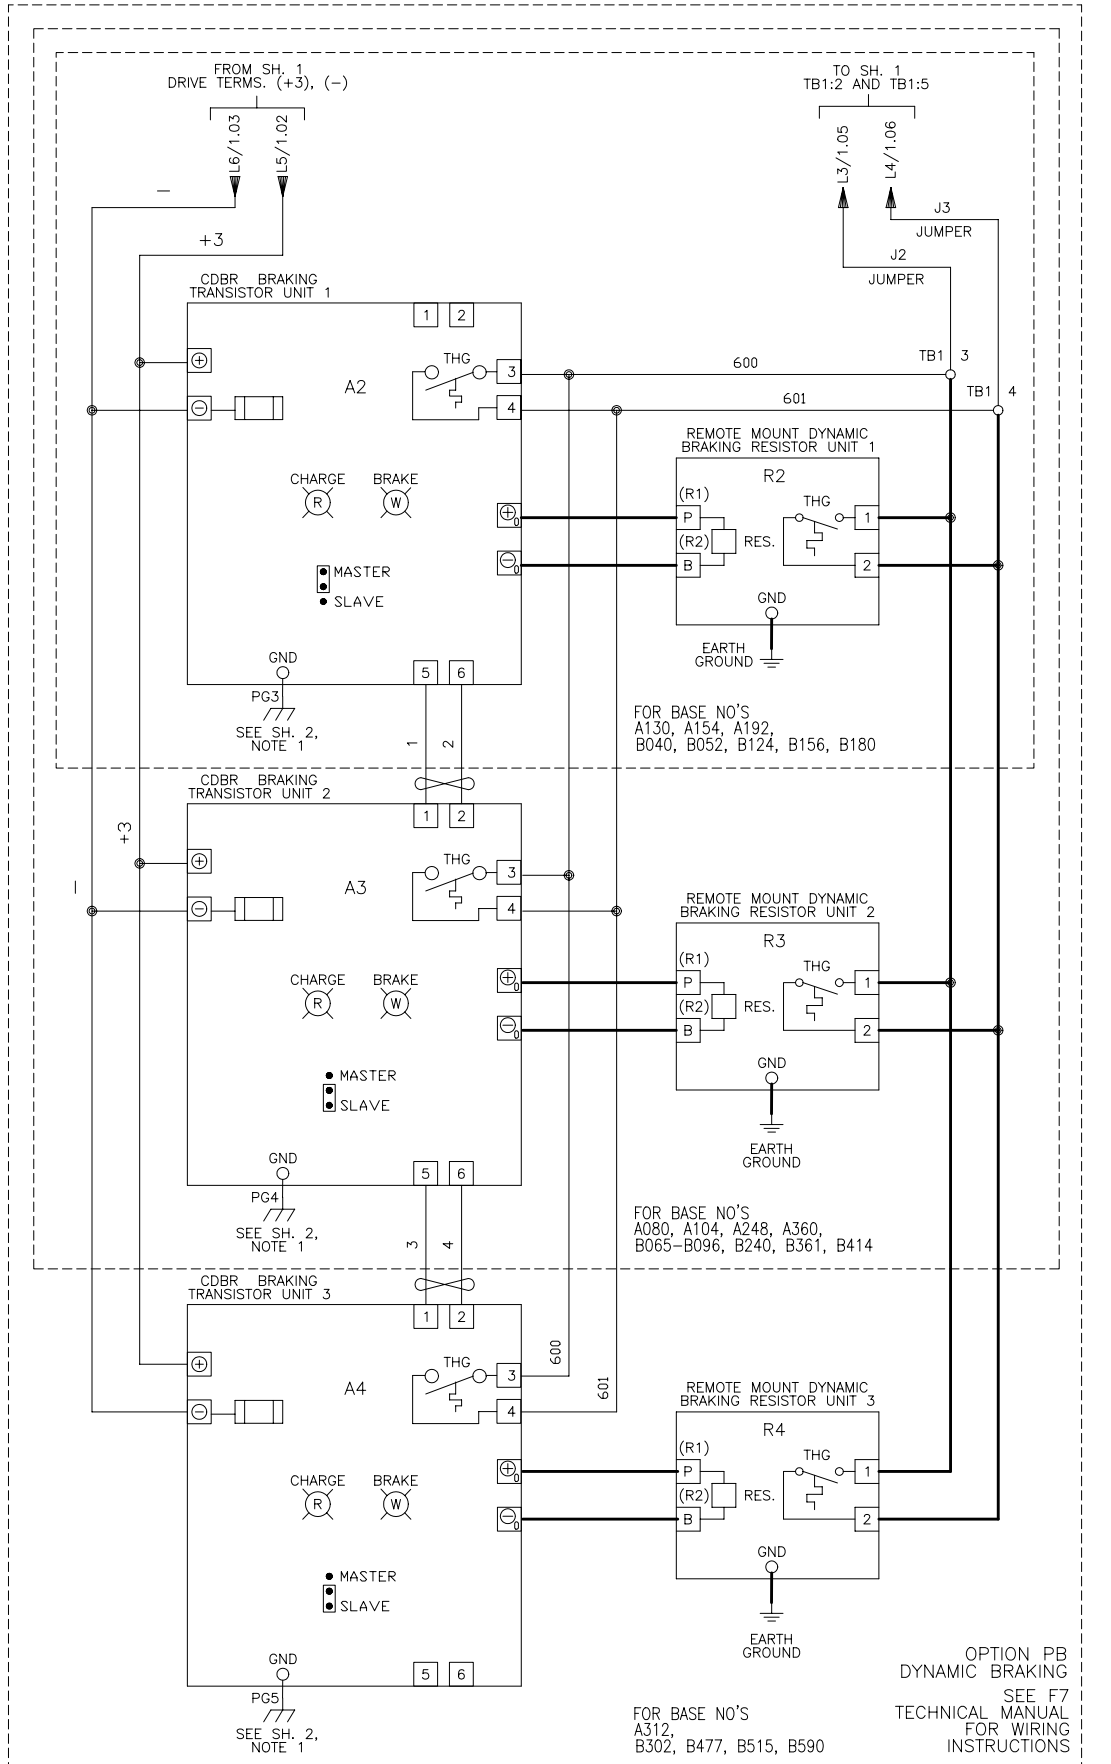 FROM SH. 1
DRIVE TERMS. (+3), (−)
L6/1.03
L5/1.02
TO SH. 1
TB1:2 AND TB1:5
L3/1.05
L4/1.06
−
+3
J3
JUMPER
J2
JUMPER
CDBR BRAKING
TRANSISTOR UNIT 1
1 2
THG
3
4
A2
600
TB1 3
601
TB1 4
CHARGE
R
BRAKE
W
+0
−0
MASTER
SLAVE
GND
PG3
SEE SH. 2,
NOTE 1
5 6
1
2
REMOTE MOUNT DYNAMIC
BRAKING RESISTOR UNIT 1
R2
(R1)
P
(R2)
B
RES.
THG
1
2
GND
EARTH
GROUND
FOR BASE NO'S
A130, A154, A192,
B040, B052, B124, B156, B180
+3
−
CDBR BRAKING
TRANSISTOR UNIT 2
1 2
THG
3
4
A3
CHARGE
R
BRAKE
W
+0
−0
MASTER
SLAVE
GND
PG4
SEE SH. 2,
NOTE 1
5 6
3
4
REMOTE MOUNT DYNAMIC
BRAKING RESISTOR UNIT 2
R3
(R1)
P
(R2)
B
RES.
THG
1
2
GND
EARTH
GROUND
FOR BASE NO'S
A080, A104, A248, A360,
B065−B096, B240, B361, B414
CDBR BRAKING
TRANSISTOR UNIT 3
1 2
THG
3
4
A4
600
601
CHARGE
R
BRAKE
W
+0
−0
MASTER
SLAVE
GND
PG5
SEE SH. 2,
NOTE 1
5 6
REMOTE MOUNT DYNAMIC
BRAKING RESISTOR UNIT 3
R4
(R1)
P
(R2)
B
RES.
THG
1
2
GND
EARTH
GROUND
FOR BASE NO'S
A312,
B302, B477, B515, B590
OPTION PB
DYNAMIC BRAKING
SEE F7
TECHNICAL MANUAL
FOR WIRING
INSTRUCTIONS